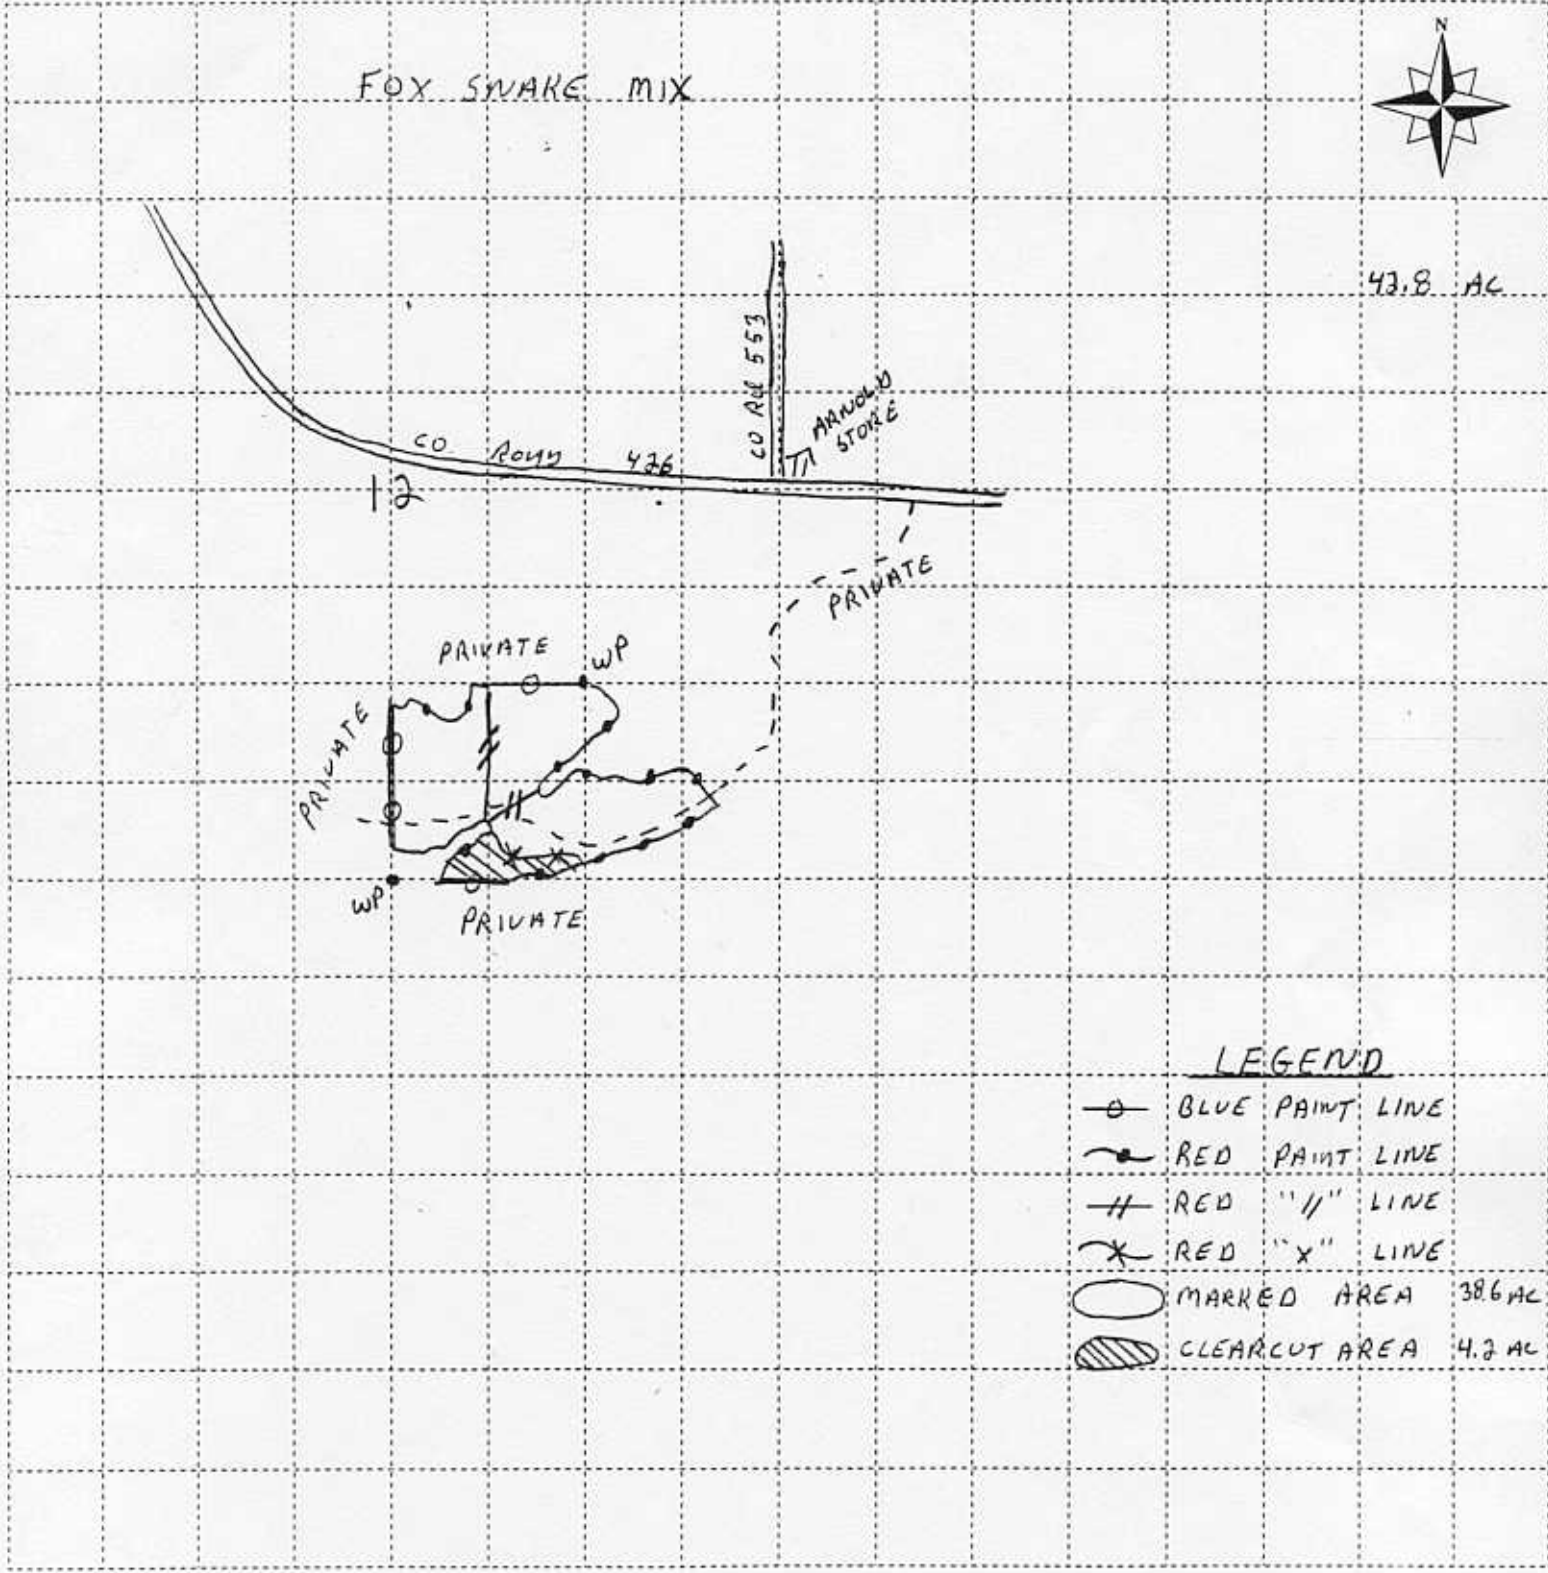 N
FOX SNAKE MIX
42.8 AC
CO Rd 553
ARNOLD
STORE
CO ROAD 426
12
PRIVATE
PRIVATE
WP
PRIVATE
WP
PRIVATE
LEGEND
BLUE PAINT LINE
RED PAINT LINE
RED "//" LINE
RED "X" LINE
MARKED AREA 38.6 AC
CLEARCUT AREA 4.2 AC